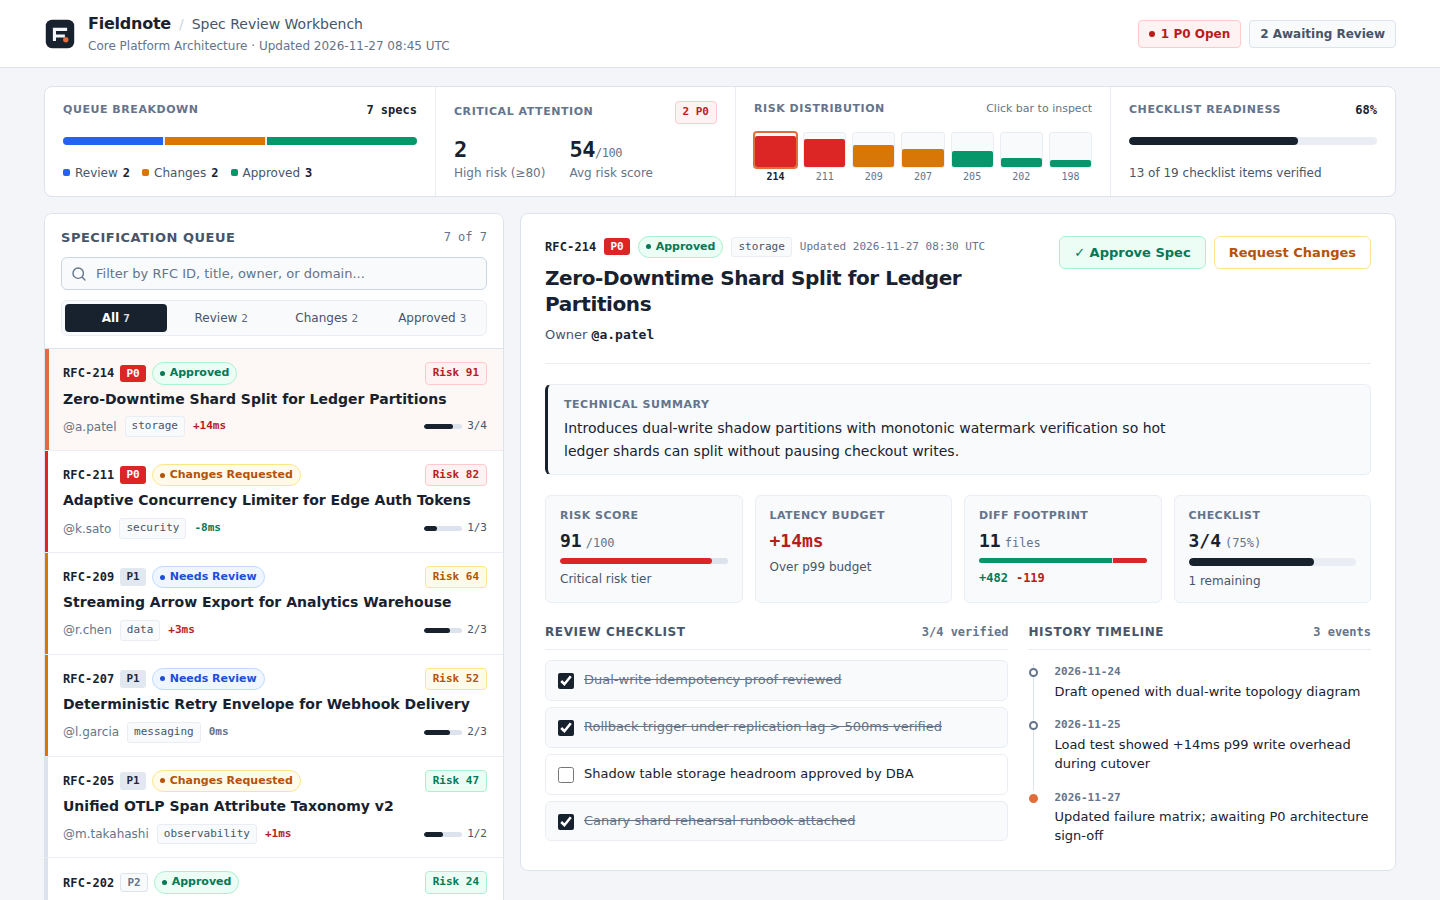 Fieldnote / Spec Review Workbench
Core Platform Architecture · Updated 2026-11-27 08:45 UTC
1 P0 Open
2 Awaiting Review
QUEUE BREAKDOWN
7 specs
Review 2 Changes 2 Approved 3
CRITICAL ATTENTION
2 P0
2
High risk (≥80)
54/100
Avg risk score
RISK DISTRIBUTION
Click bar to inspect
214 211 209 207 205 202 198
CHECKLIST READINESS
68%
13 of 19 checklist items verified
SPECIFICATION QUEUE
7 of 7
Filter by RFC ID, title, owner, or domain...
All 7 Review 2 Changes 2 Approved 3
RFC-214 P0 Approved Risk 91
Zero-Downtime Shard Split for Ledger Partitions
@a.patel storage +14ms 3/4
RFC-211 P0 Changes Requested Risk 82
Adaptive Concurrency Limiter for Edge Auth Tokens
@k.sato security -8ms 1/3
RFC-209 P1 Needs Review Risk 64
Streaming Arrow Export for Analytics Warehouse
@r.chen data +3ms 2/3
RFC-207 P1 Needs Review Risk 52
Deterministic Retry Envelope for Webhook Delivery
@l.garcia messaging 0ms 2/3
RFC-205 P1 Changes Requested Risk 47
Unified OTLP Span Attribute Taxonomy v2
@m.takahashi observability +1ms 1/2
RFC-202 P2 Approved Risk 24
RFC-214 P0 Approved storage Updated 2026-11-27 08:30 UTC
✓ Approve Spec
Request Changes
Zero-Downtime Shard Split for Ledger
Partitions
Owner @a.patel
TECHNICAL SUMMARY
Introduces dual-write shadow partitions with monotonic watermark verification so hot
ledger shards can split without pausing checkout writes.
RISK SCORE
91 /100
Critical risk tier
LATENCY BUDGET
+14ms
Over p99 budget
DIFF FOOTPRINT
11 files
+482 -119
CHECKLIST
3/4 (75%)
1 remaining
REVIEW CHECKLIST
3/4 verified
Dual-write idempotency proof reviewed
Rollback trigger under replication lag > 500ms verified
Shadow table storage headroom approved by DBA
Canary shard rehearsal runbook attached
HISTORY TIMELINE
3 events
2026-11-24
Draft opened with dual-write topology diagram
2026-11-25
Load test showed +14ms p99 write overhead
during cutover
2026-11-27
Updated failure matrix; awaiting P0 architecture
sign-off